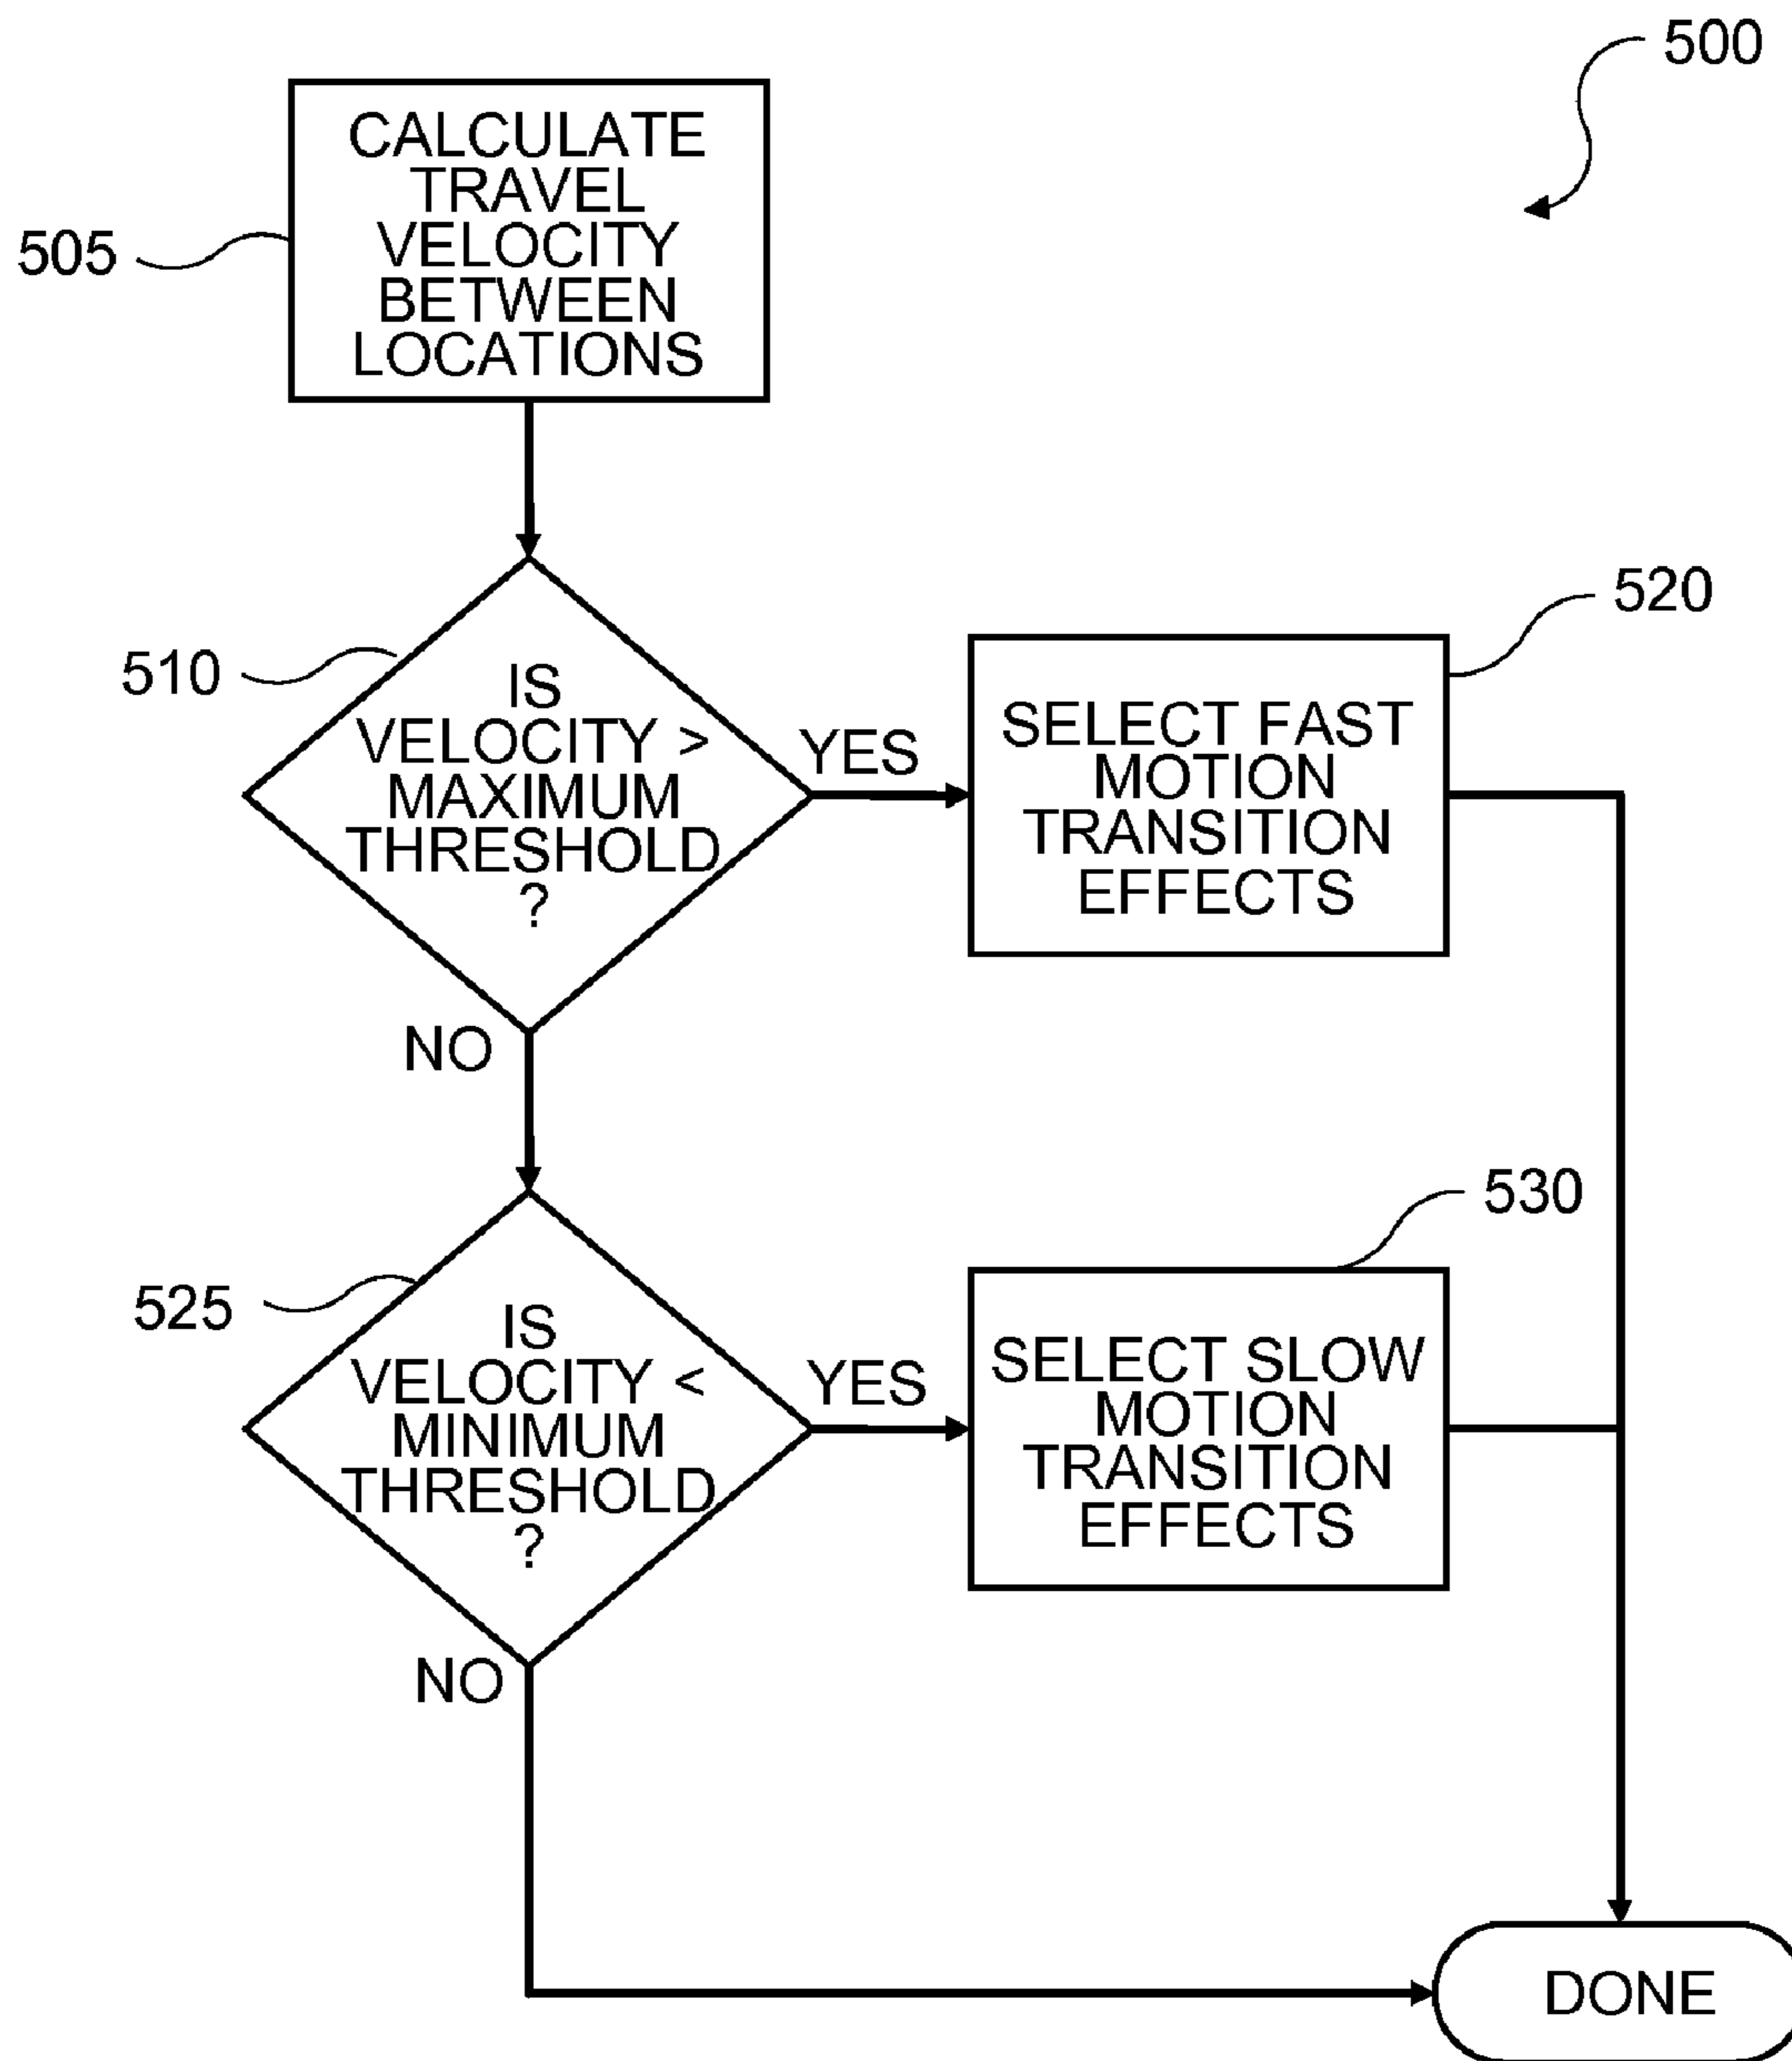 500
CALCULATE
TRAVEL
VELOCITY
BETWEEN
LOCATIONS
505
510
IS
VELOCITY >
MAXIMUM
THRESHOLD
?
YES
520
SELECT FAST
MOTION
TRANSITION
EFFECTS
NO
525
IS
VELOCITY <
MINIMUM
THRESHOLD
?
YES
530
SELECT SLOW
MOTION
TRANSITION
EFFECTS
NO
DONE